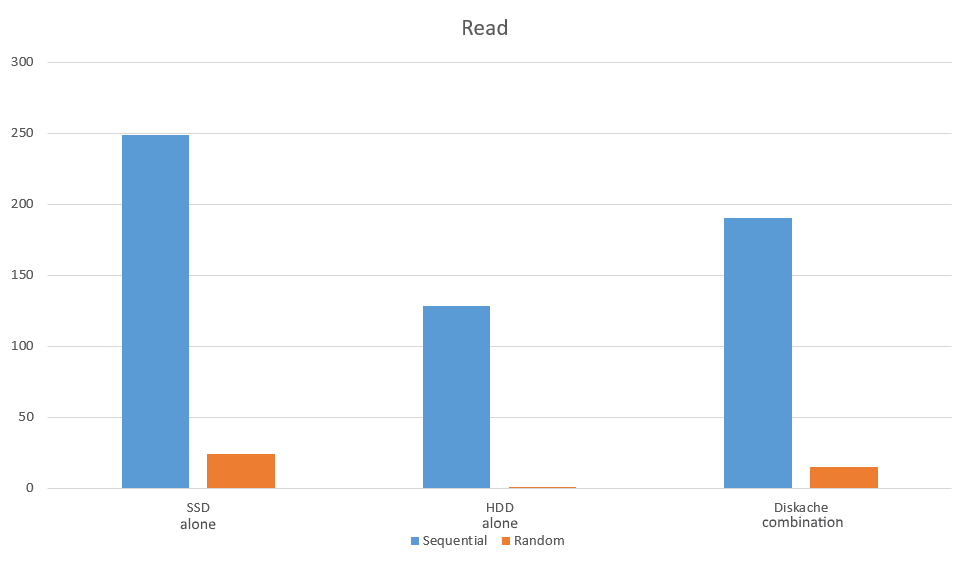 Read
300
250
200
150
100
50
0
SSD
alone
HDD
alone
Diskache
combination
Sequential
Random